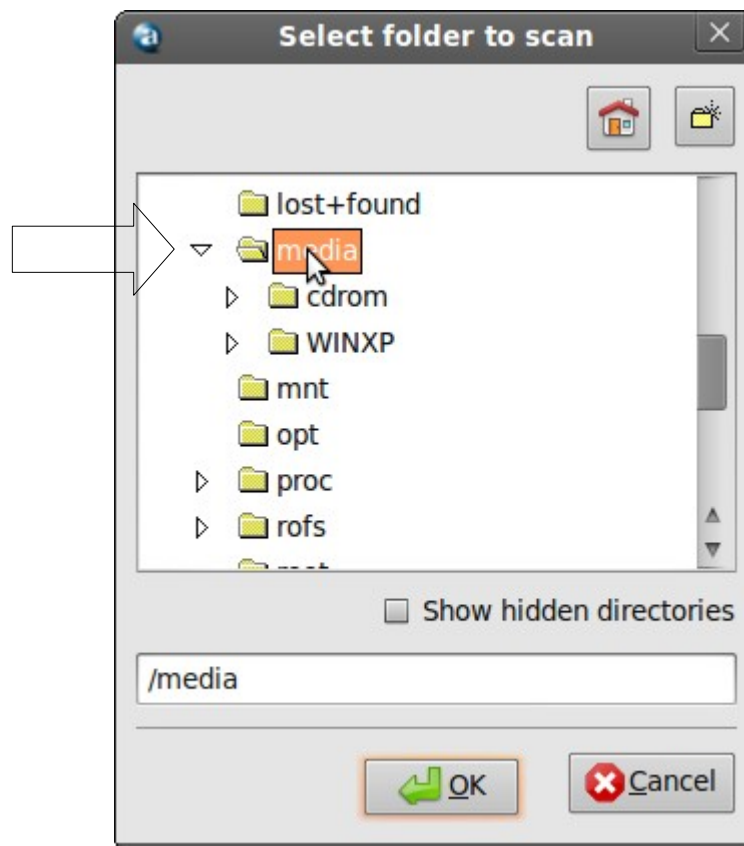 Select folder to scan
lost+found
media
cdrom
WINXP
mnt
opt
proc
rofs
Show hidden directories
/media
OK
Cancel